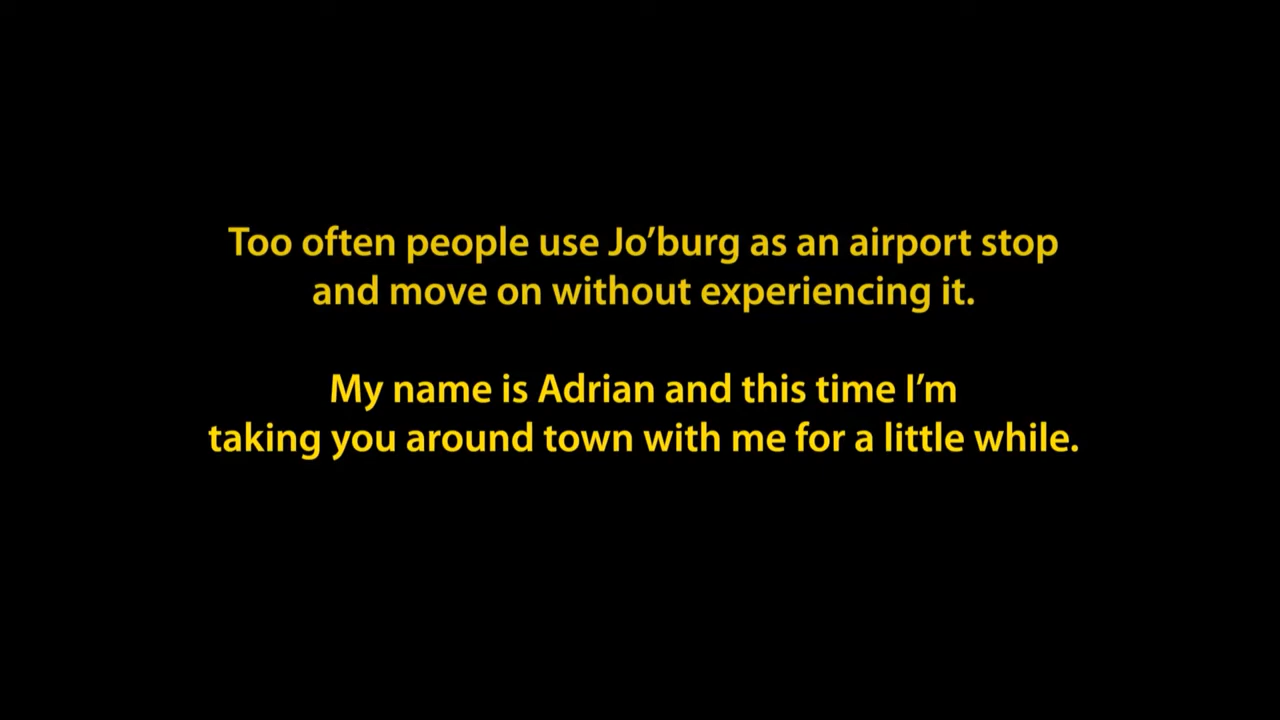 Too often people use Jo’burg as an airport stop
and move on without experiencing it.
My name is Adrian and this time I’m
taking you around town with me for a little while.